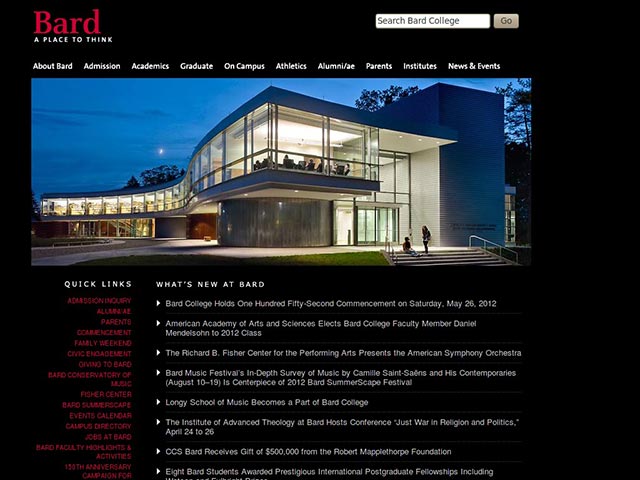 Bard
A PLACE TO THINK
Search Bard College
Go
About Bard Admission Academics Graduate On Campus Athletics Alumni/ae Parents Institutes News & Events
QUICK LINKS
ADMISSION INQUIRY
ALUMNI/AE
PARENTS
COMMENCEMENT
FAMILY WEEKEND
CIVIC ENGAGEMENT
GIVING TO BARD
BARD CONSERVATORY OF
MUSIC
FISHER CENTER
BARD SUMMERSCAPE
EVENTS CALENDAR
CAMPUS DIRECTORY
JOBS AT BARD
BARD FACULTY HIGHLIGHTS &
ACTIVITIES
150TH ANNIVERSARY
CAMPAIGN FOR
WHAT'S NEW AT BARD
Bard College Holds One Hundred Fifty-Second Commencement on Saturday, May 26, 2012
American Academy of Arts and Sciences Elects Bard College Faculty Member Daniel
Mendelsohn to 2012 Class
The Richard B. Fisher Center for the Performing Arts Presents the American Symphony Orchestra
Bard Music Festival's In-Depth Survey of Music by Camille Saint-Saëns and His Contemporaries
(August 10–19) Is Centerpiece of 2012 Bard SummerScape Festival
Longy School of Music Becomes a Part of Bard College
The Institute of Advanced Theology at Bard Hosts Conference “Just War in Religion and Politics,”
April 24 to 26
CCS Bard Receives Gift of $500,000 from the Robert Mapplethorpe Foundation
Eight Bard Students Awarded Prestigious International Postgraduate Fellowships Including
Watson and Fulbright Prizes